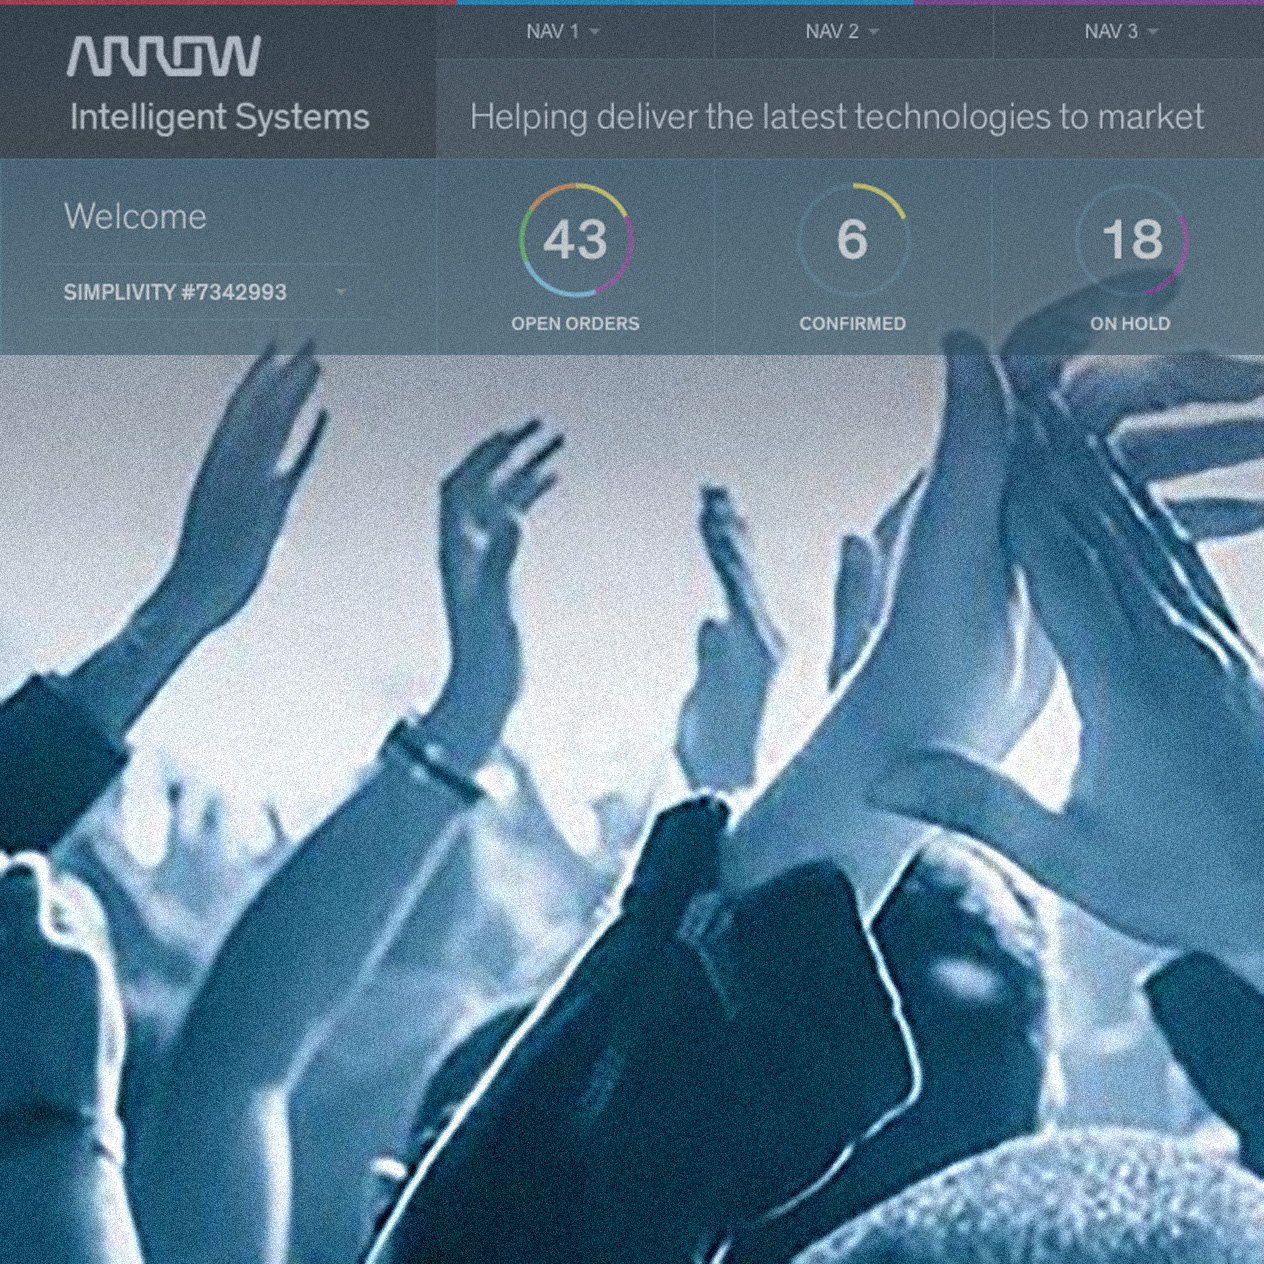 NAV 1
NAV 2
NAV 3
ARROW
Intelligent Systems
Helping deliver the latest technologies to market
Welcome
SIMPLIVITY #7342993
43
OPEN ORDERS
6
CONFIRMED
18
ON HOLD